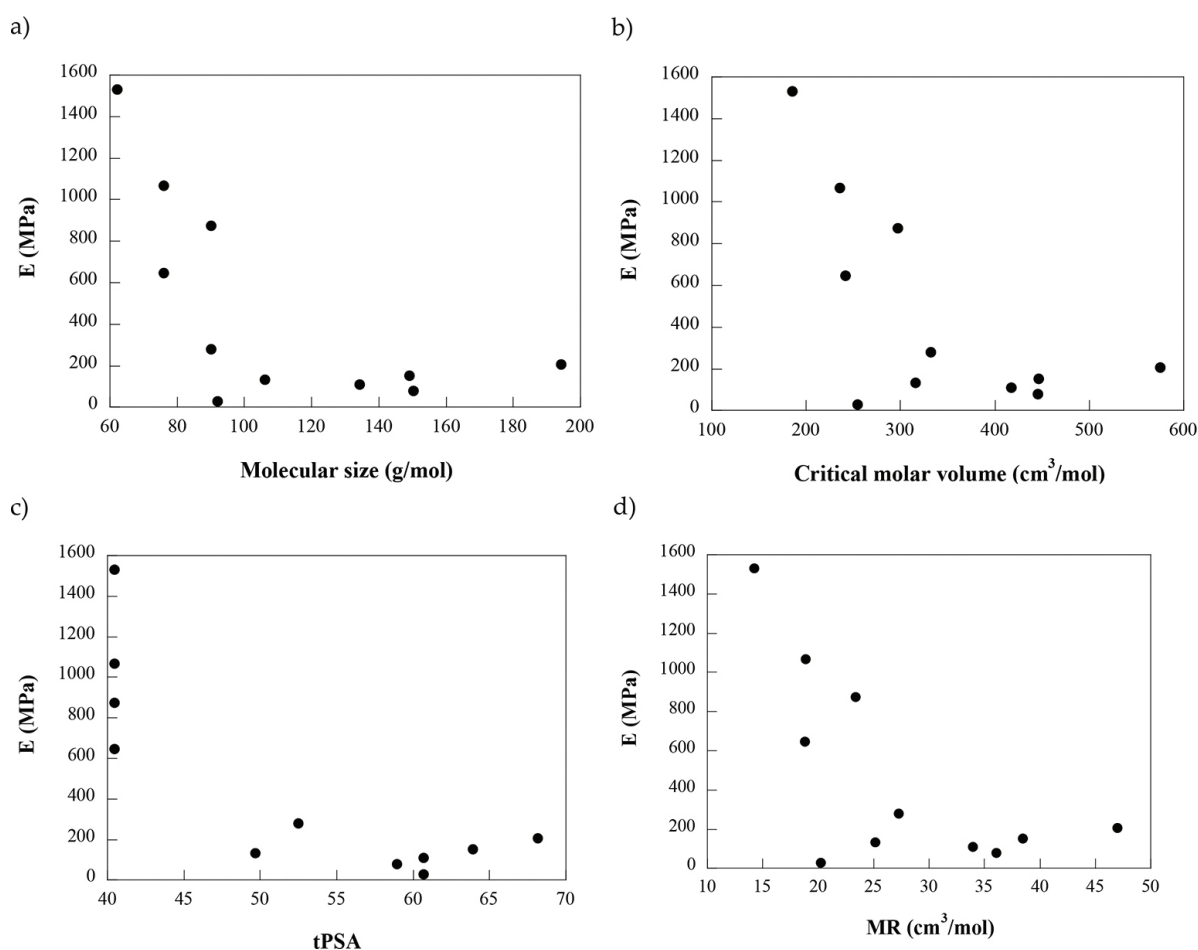 a)
1600
1400
1200
1000
800
600
400
200
0
E (MPa)
60 80 100 120 140 160 180 200
Molecular size (g/mol)
b)
1600
1400
1200
1000
800
600
400
200
0
E (MPa)
100 200 300 400 500 600
Critical molar volume (cm³/mol)
c)
1600
1400
1200
1000
800
600
400
200
0
E (MPa)
40 45 50 55 60 65 70
tPSA
d)
1600
1400
1200
1000
800
600
400
200
0
E (MPa)
10 15 20 25 30 35 40 45 50
MR (cm³/mol)